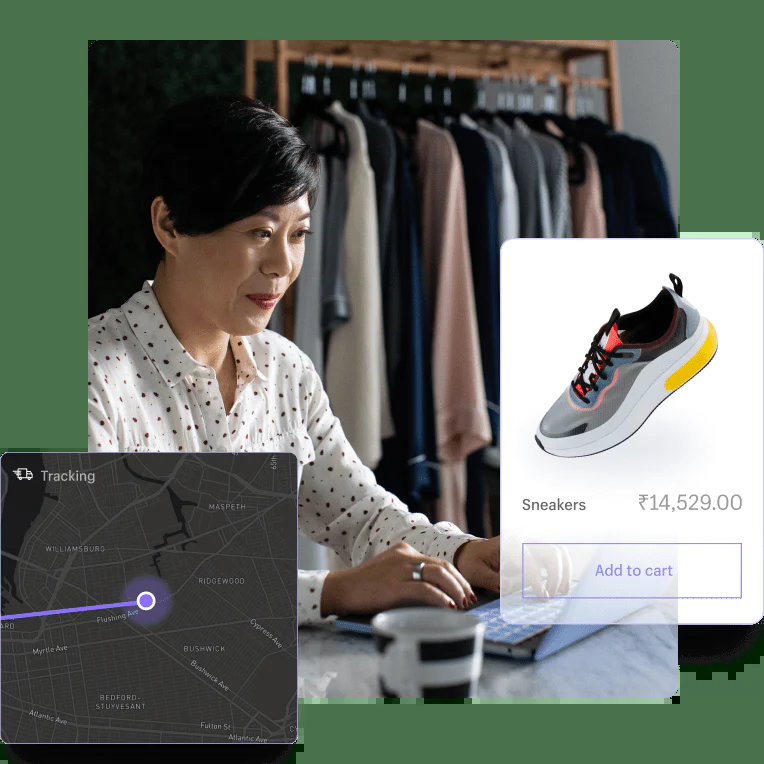 Sneakers ₹14,529.00
Add to cart
Tracking
65th
MASPETH
WILLIAMSBURG
RIDGEWOOD
Flushing Ave
ARD
Cypress Ave
Myrtle Ave
BUSHWICK
Bushwick Ave
BEDFORD-
STUYVESANT
Atlantic Ave
Fulton St
Atlantic Ave